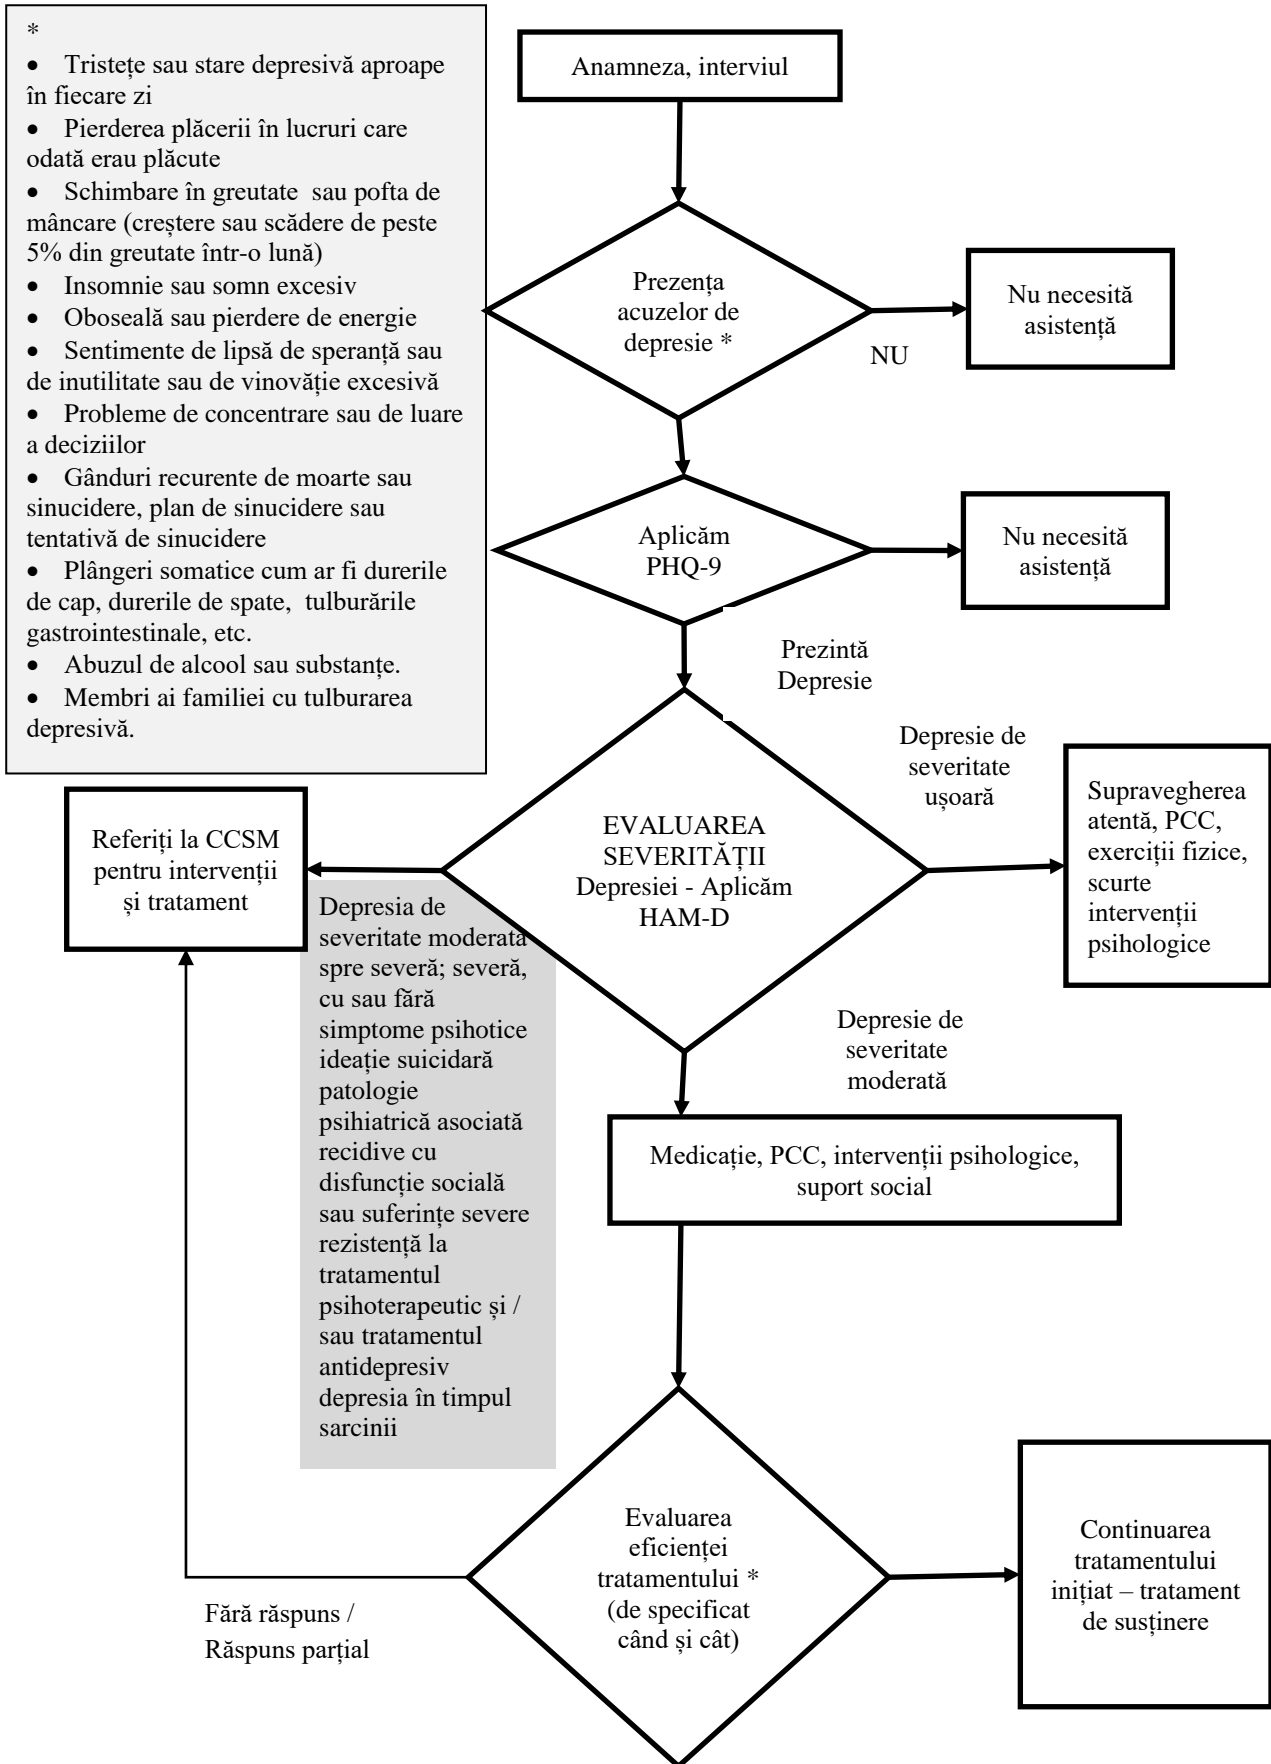 *
• Tristețe sau stare depresivă aproape
în fiecare zi
• Pierderea plăcerii în lucruri care
odată erau plăcute
• Schimbare în greutate sau pofta de
mâncare (creștere sau scădere de peste
5% din greutate într-o lună)
• Insomnie sau somn excesiv
• Oboseală sau pierdere de energie
• Sentimente de lipsă de speranță sau
de inutilitate sau de vinovăție excesivă
• Probleme de concentrare sau de luare
a deciziilor
• Gânduri recurente de moarte sau
sinucidere, plan de sinucidere sau
tentativă de sinucidere
• Plângeri somatice cum ar fi durerile
de cap, durerile de spate, tulburările
gastrointestinale, etc.
• Abuzul de alcool sau substanțe.
• Membri ai familiei cu tulburarea
depresivă.
Anamneza, interviul
Prezența
acuzelor de
depresie *
NU
Nu necesită
asistență
Aplicăm
PHQ-9
Nu necesită
asistență
Prezintă
Depresie
EVALUAREA
SEVERITĂȚII
Depresiei - Aplicăm
HAM-D
Depresie de
severitate
ușoară
Supravegherea
atentă, PCC,
exerciții fizice,
scurte
intervenții
psihologice
Referiți la CCSM
pentru intervenții
și tratament
Depresia de
severitate moderată
spre severă; severă,
cu sau fără
simptome psihotice
ideație suicidară
patologie
psihiatrică asociată
recidive cu
disfuncție socială
sau suferințe severe
rezistență la
tratamentul
psihoterapeutic și /
sau tratamentul
antidepresiv
depresia în timpul
sarcinii
Depresie de
severitate
moderată
Medicație, PCC, intervenții psihologice,
suport social
Evaluarea
eficienței
tratamentului *
(de specificat
când și cât)
Fără răspuns /
Răspuns parțial
Continuarea
tratamentului
inițiat – tratament
de susținere